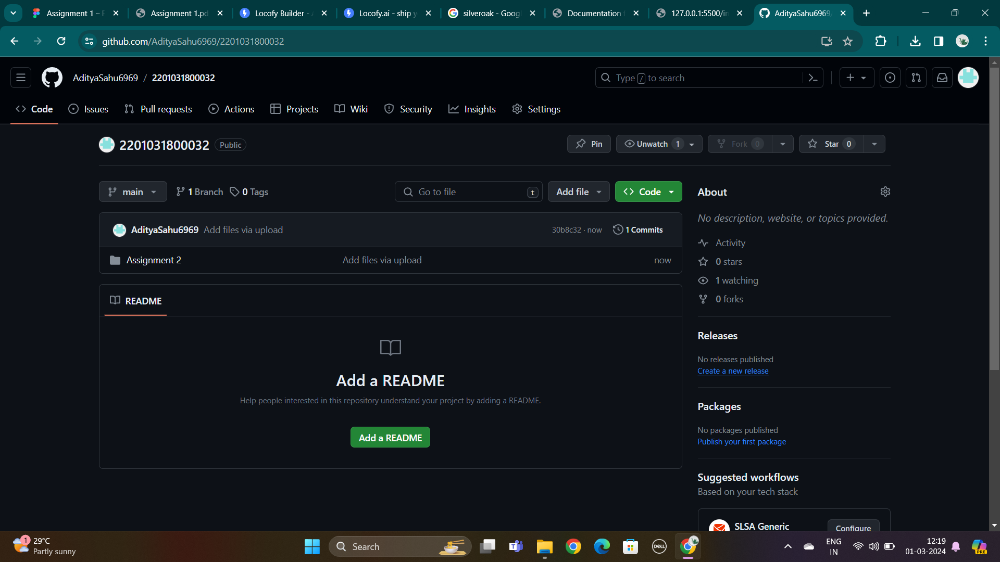 Assignment 1 –
Assignment 1.pd
Locofy Builder -
Locofy.ai - ship y
silveroak - Goog
Documentation
127.0.0.1:5500/in
AdityaSahu6969/
github.com/AdityaSahu6969/2201031800032
AdityaSahu6969 / 2201031800032
Type / to search
Code
Issues
Pull requests
Actions
Projects
Wiki
Security
Insights
Settings
2201031800032 Public
Pin
Unwatch 1
Fork 0
Star 0
main
1 Branch
0 Tags
Go to file
t
Add file
Code
AdityaSahu6969 Add files via upload
30b8c32 · now
1 Commits
Assignment 2
Add files via upload
now
README
Add a README
Help people interested in this repository understand your project by adding a README.
Add a README
About
No description, website, or topics provided.
Activity
0 stars
1 watching
0 forks
Releases
No releases published
Create a new release
Packages
No packages published
Publish your first package
Suggested workflows
Based on your tech stack
SLSA Generic
Configure
1
29°C
Partly sunny
Search
DELL
ENG
IN
12:19
01-03-2024
PRE